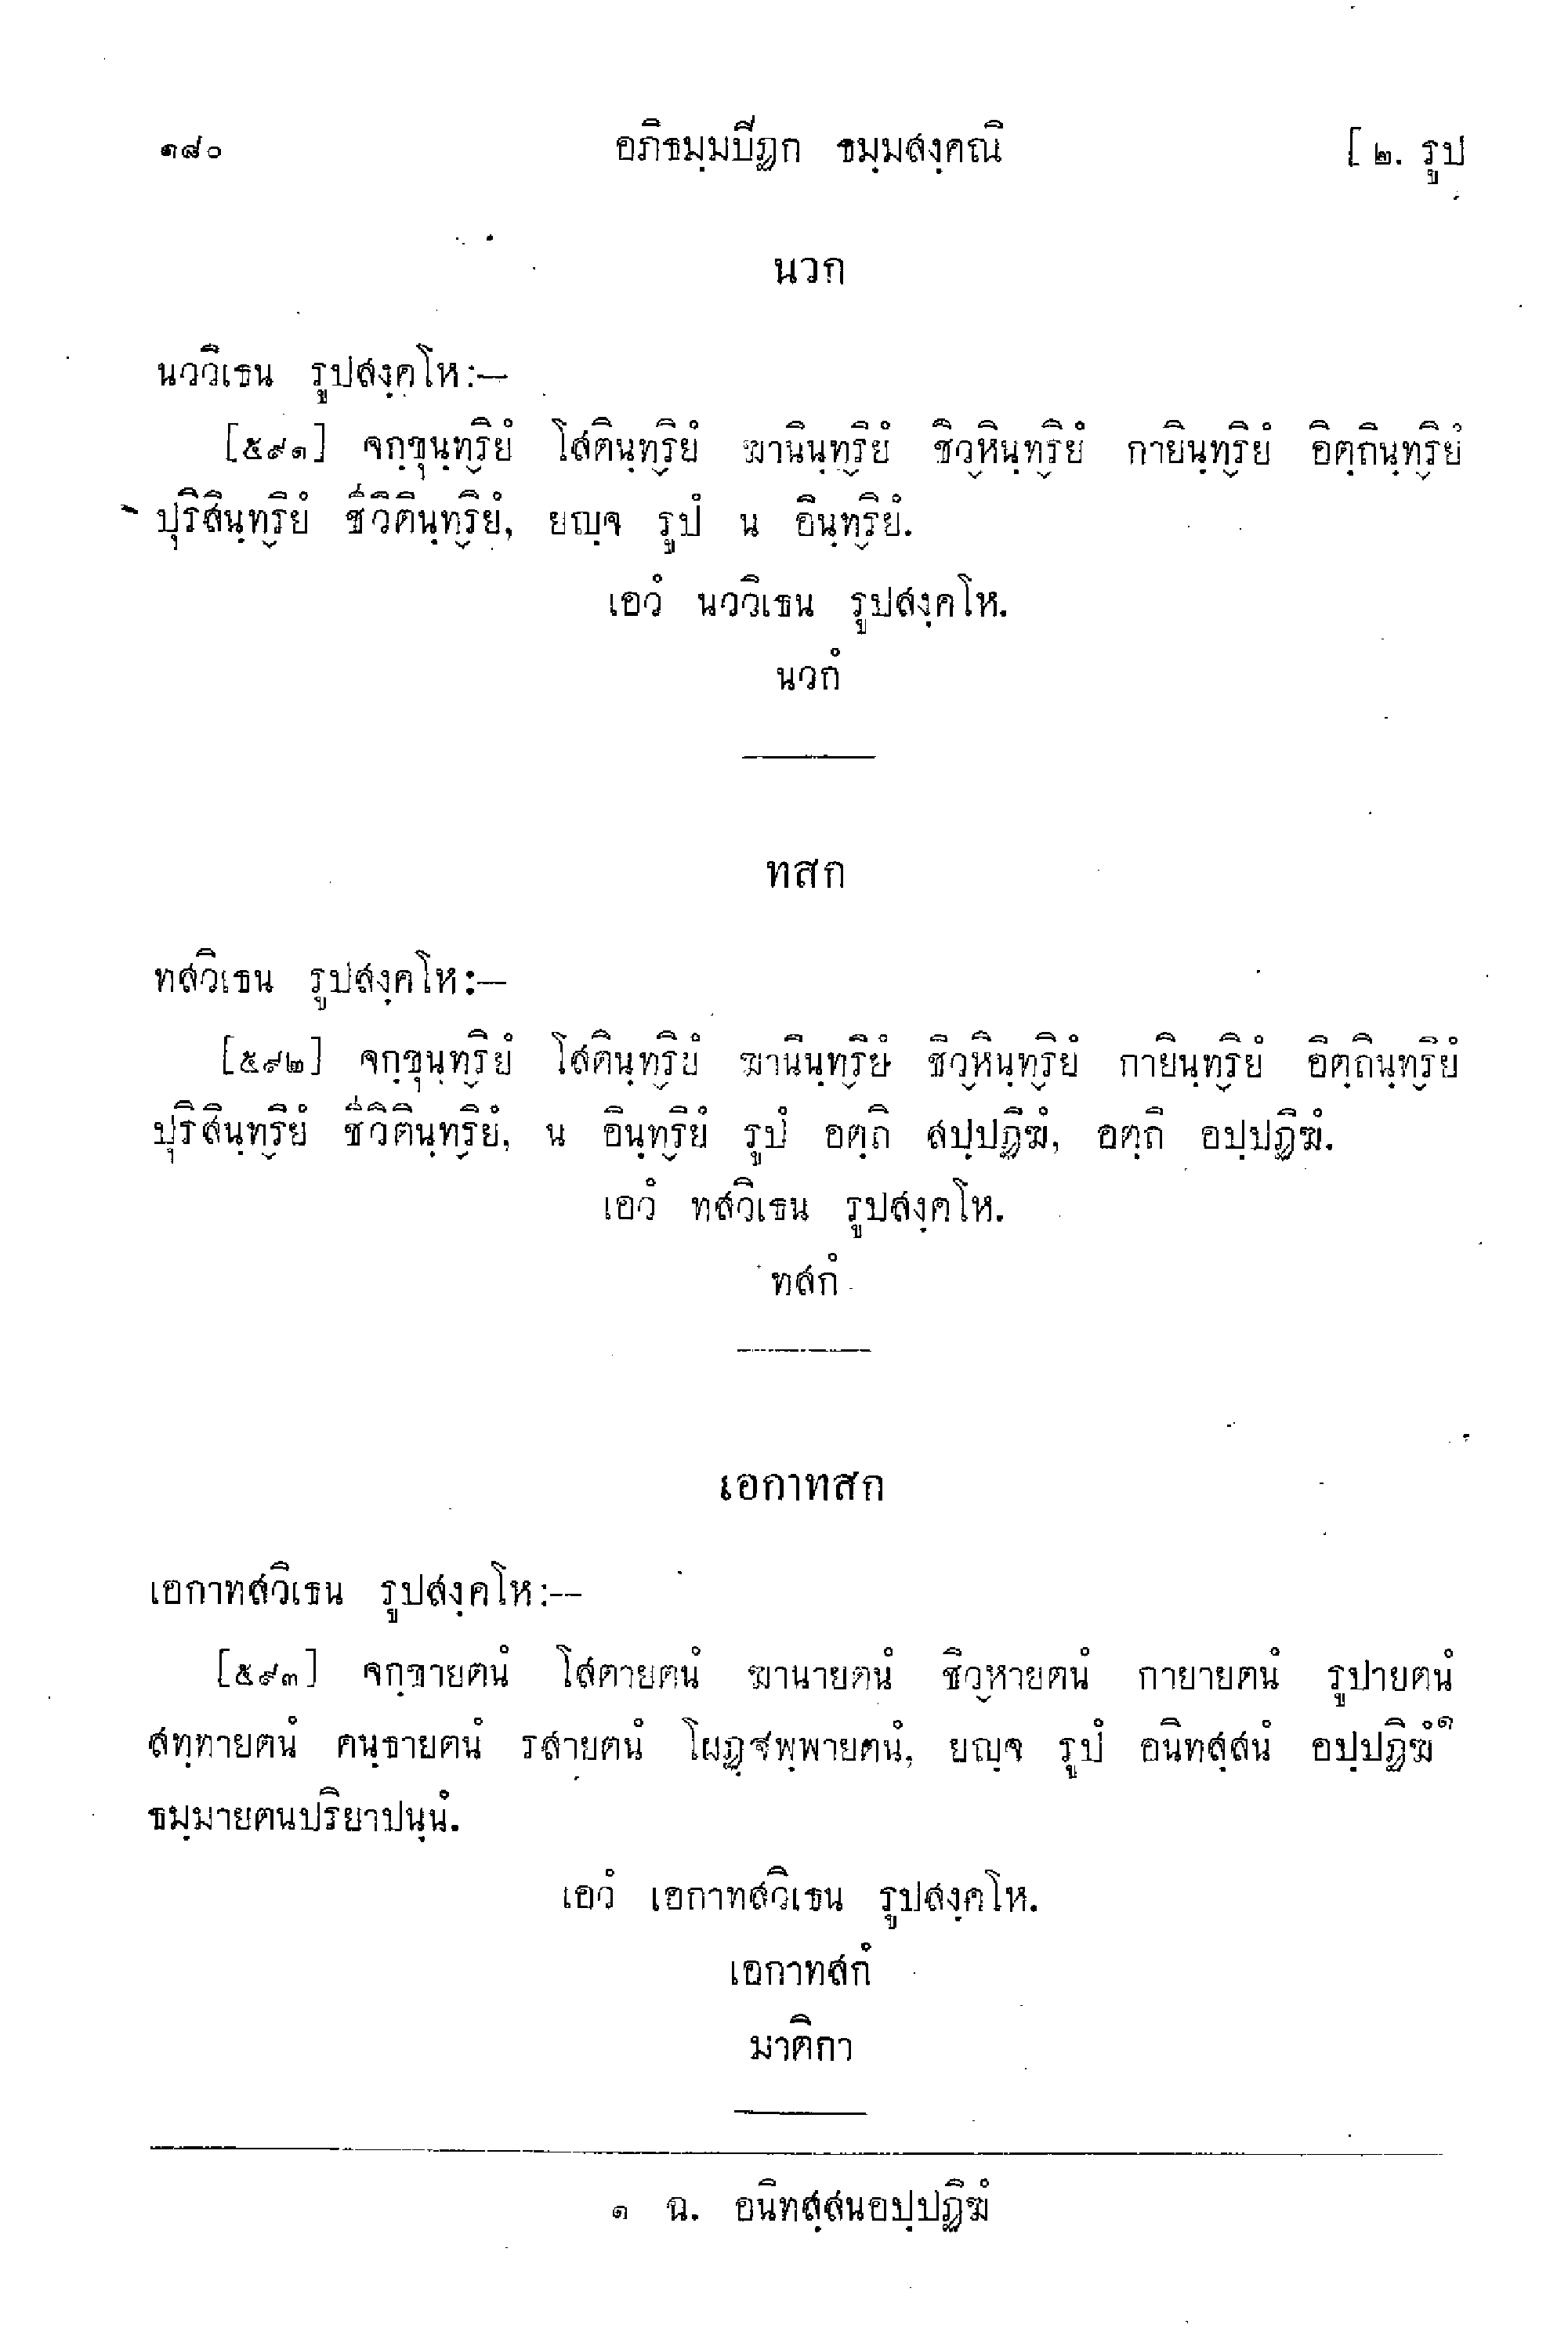 ๑๘๐ อภิธมฺมปีฏก ธมฺมสงฺคณิ [ ๒. รูป
นวก
นววิเธน รูปสงฺคโห:—
[๕๙๑] จกฺขุนฺทฺริยํ โสตินฺทฺริยํ ฆานินฺทฺริยํ ชิวฺหินฺทฺริยํ กายินฺทฺริยํ อิตฺถินฺทฺริยํ
ปุริสินฺทฺริยํ ชีวิตินฺทฺริยํ, ยญฺจ รูปํ น อินฺทฺริยํ.
เอวํ นววิเธน รูปสงฺคโห.
นวกํ
ทสก
ทสวิเธน รูปสงฺคโห:—
[๕๙๒] จกฺขุนฺทฺริยํ โสตินฺทฺริยํ ฆานินฺทฺริยํ ชิวฺหินฺทฺริยํ กายินฺทฺริยํ อิตฺถินฺทฺริยํ
ปุริสินฺทฺริยํ ชีวิตินฺทฺริยํ, น อินฺทฺริยํ รูปํ อตฺถิ สปฺปฏิฆํ, อตฺถิ อปฺปฏิฆํ.
เอวํ ทสวิเธน รูปสงฺคโห.
ทสกํ
เอกาทสก
เอกาทสวิเธน รูปสงฺคโห:—
[๕๙๓] จกฺขายตนํ โสตายตนํ ฆานายตนํ ชิวฺหายตนํ กายายตนํ รูปายตนํ
สทฺทายตนํ คนฺธายตนํ รสายตนํ โผฏฺฐพฺพายตนํ, ยญฺจ รูปํ อนิทสฺสนํ อปฺปฏิฆํ๑
ธมฺมายตนปริยาปนฺนํ.
เอวํ เอกาทสวิเธน รูปสงฺคโห.
เอกาทสกํ
มาติกา
๑ ฉ. อนิทสฺสนอปฺปฏิฆํ